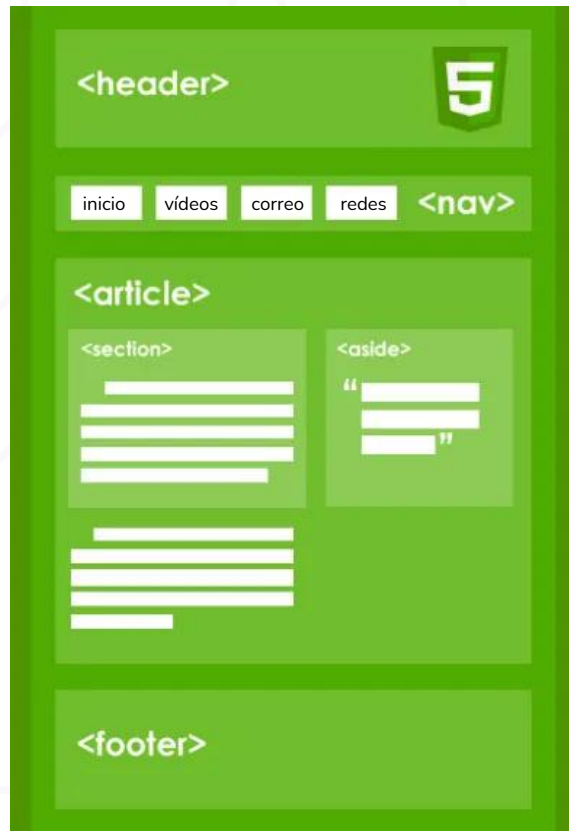 <header>
5
inicio vídeos correo redes <nav>
<article>
<section>
<aside>
“
”
<footer>